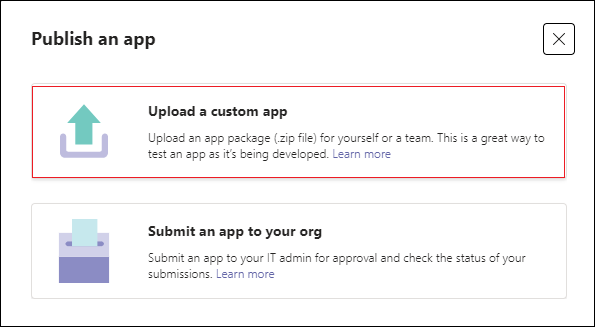 Publish an app
Upload a custom app
Upload an app package (.zip file) for yourself or a team. This is a great way to
test an app as it's being developed. Learn more
Submit an app to your org
Submit an app to your IT admin for approval and check the status of your
submissions. Learn more